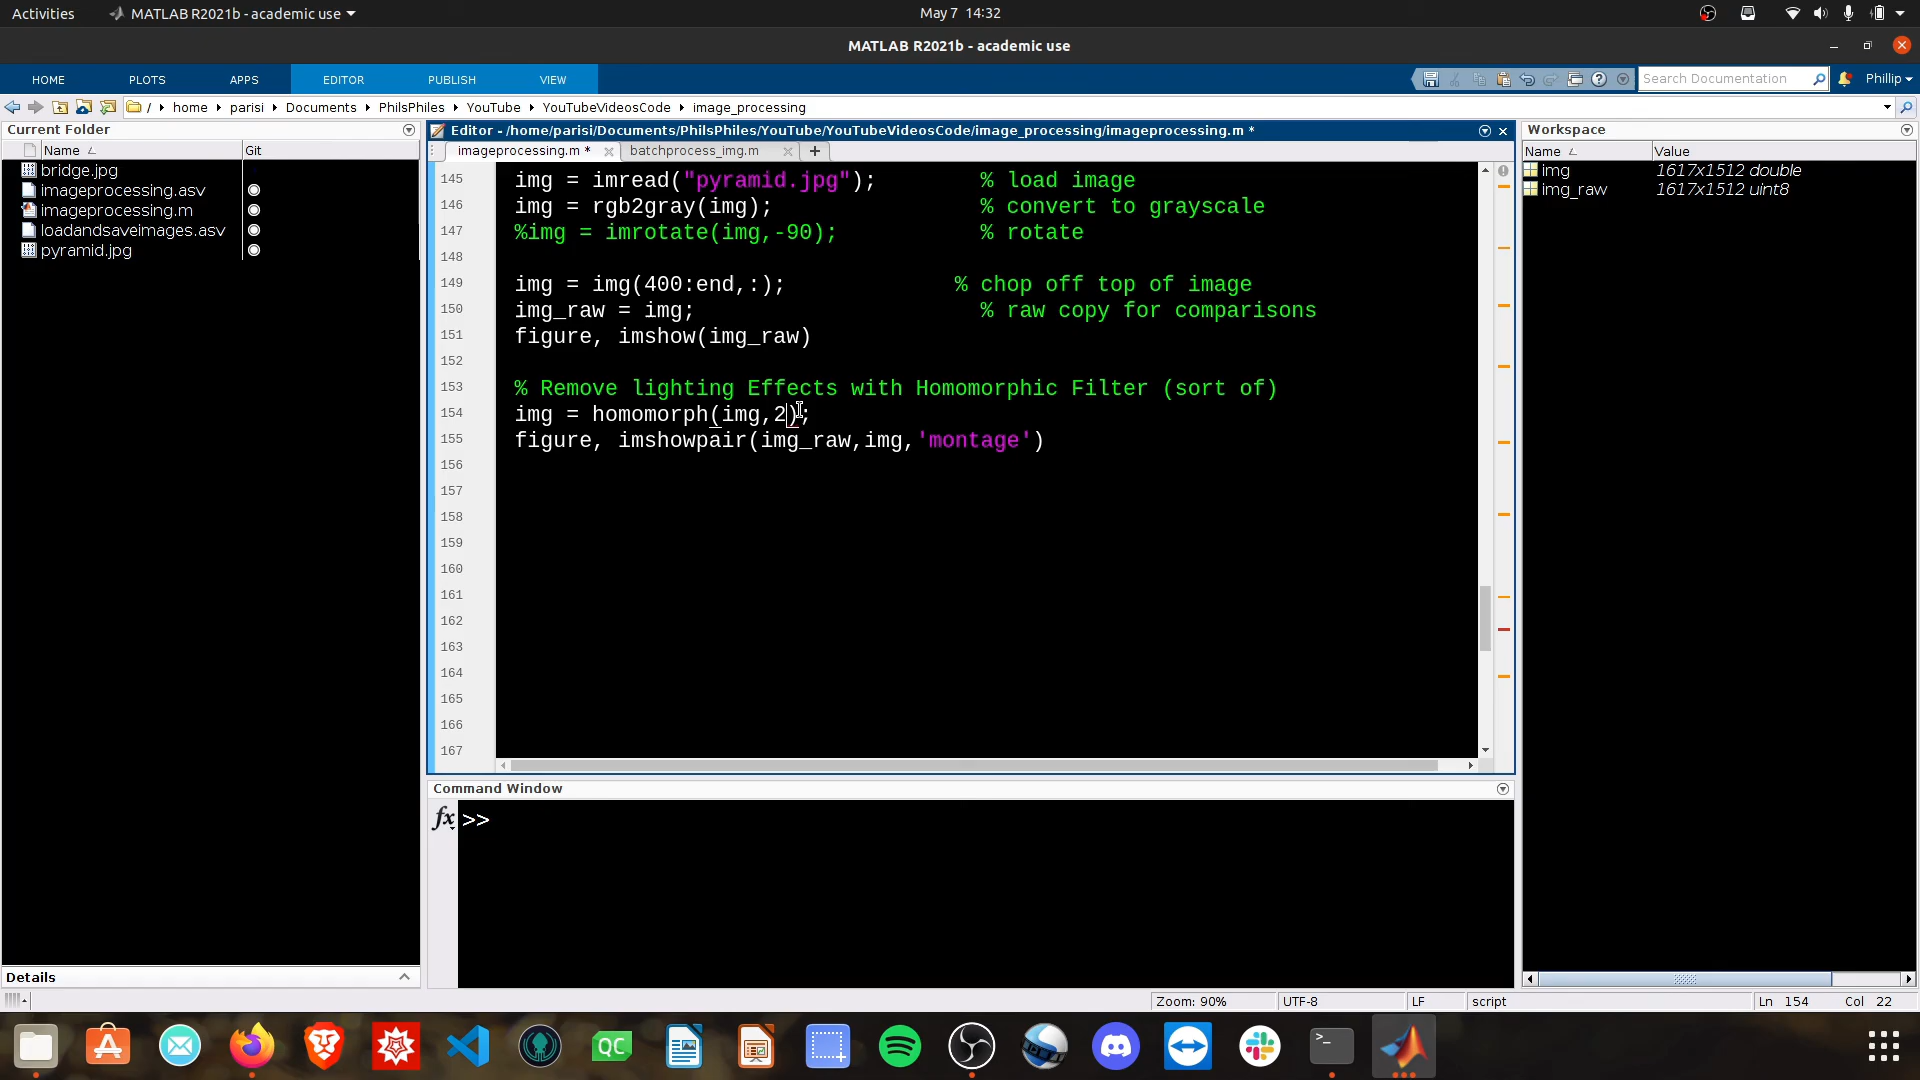 Activities
MATLAB R2021b - academic use
May 7 14:32
MATLAB R2021b - academic use
HOME PLOTS APPS EDITOR PUBLISH VIEW
Search Documentation
Phillip
/ home parisi Documents PhilsPhiles YouTube YouTubeVideosCode image_processing
Current Folder
Name Git
bridge.jpg
imageprocessing.asv
imageprocessing.m
loadandsaveimages.asv
pyramid.jpg
Details
Editor - /home/parisi/Documents/PhilsPhiles/YouTube/YouTubeVideosCode/image_processing/imageprocessing.m *
imageprocessing.m * batchprocess_img.m
145 img = imread("pyramid.jpg"); % load image
146 img = rgb2gray(img); % convert to grayscale
147 %img = imrotate(img,-90); % rotate
148
149 img = img(400:end,:); % chop off top of image
150 img_raw = img; % raw copy for comparisons
151 figure, imshow(img_raw)
152
153 % Remove lighting Effects with Homomorphic Filter (sort of)
154 img = homomorph(img,2);
155 figure, imshowpair(img_raw,img,'montage')
156
157
158
159
160
161
162
163
164
165
166
167
Command Window
fx >>
Workspace
Name Value
img 1617x1512 double
img_raw 1617x1512 uint8
Zoom: 90% UTF-8 LF script Ln 154 Col 22
QC
>_